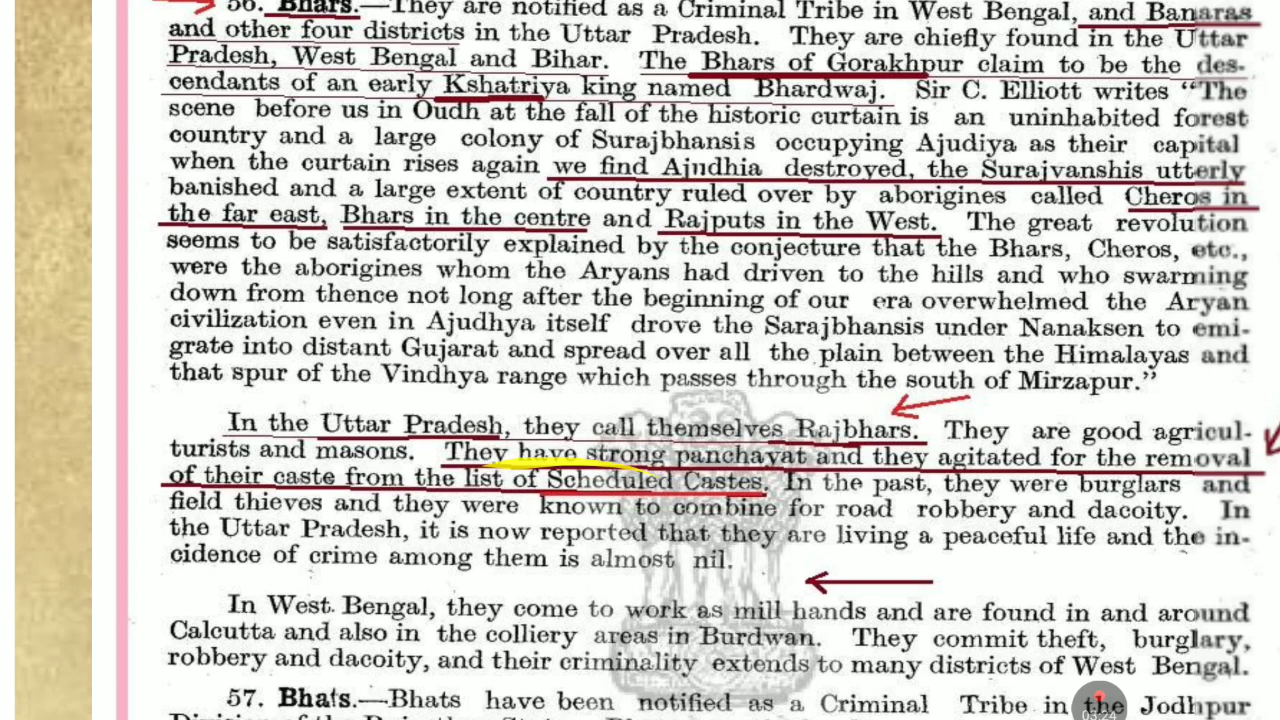 56. Bhars.—They are notified as a Criminal Tribe in West Bengal, and Banaras
and other four districts in the Uttar Pradesh. They are chiefly found in the Uttar
Pradesh, West Bengal and Bihar. The Bhars of Gorakhpur claim to be the des-
cendants of an early Kshatriya king named Bhardwaj. Sir C. Elliott writes "The
scene before us in Oudh at the fall of the historic curtain is an uninhabited forest
country and a large colony of Surajbhansis occupying Ajudiya as their capital
when the curtain rises again we find Ajudhia destroyed, the Surajvanshis utterly
banished and a large extent of country ruled over by aborigines called Cheros in
the far east, Bhars in the centre and Rajputs in the West. The great revolution
seems to be satisfactorily explained by the conjecture that the Bhars, Cheros, etc.,
were the aborigines whom the Aryans had driven to the hills and who swarming
down from thence not long after the beginning of our era overwhelmed the Aryan
civilization even in Ajudhya itself drove the Sarajbhansis under Nanaksen to emi-
grate into distant Gujarat and spread over all the plain between the Himalayas and
that spur of the Vindhya range which passes through the south of Mirzapur."
In the Uttar Pradesh, they call themselves Rajbhars. They are good agricul-
turists and masons. They have strong panchayat and they agitated for the removal
of their caste from the list of Scheduled Castes. In the past, they were burglars and
field thieves and they were known to combine for road robbery and dacoity. In
the Uttar Pradesh, it is now reported that they are living a peaceful life and the in-
cidence of crime among them is almost nil.
In West Bengal, they come to work as mill hands and are found in and around
Calcutta and also in the colliery areas in Burdwan. They commit theft, burglary,
robbery and dacoity, and their criminality extends to many districts of West Bengal.
57. Bhats.—Bhats have been notified as a Criminal Tribe in the Jodhpur
03:24